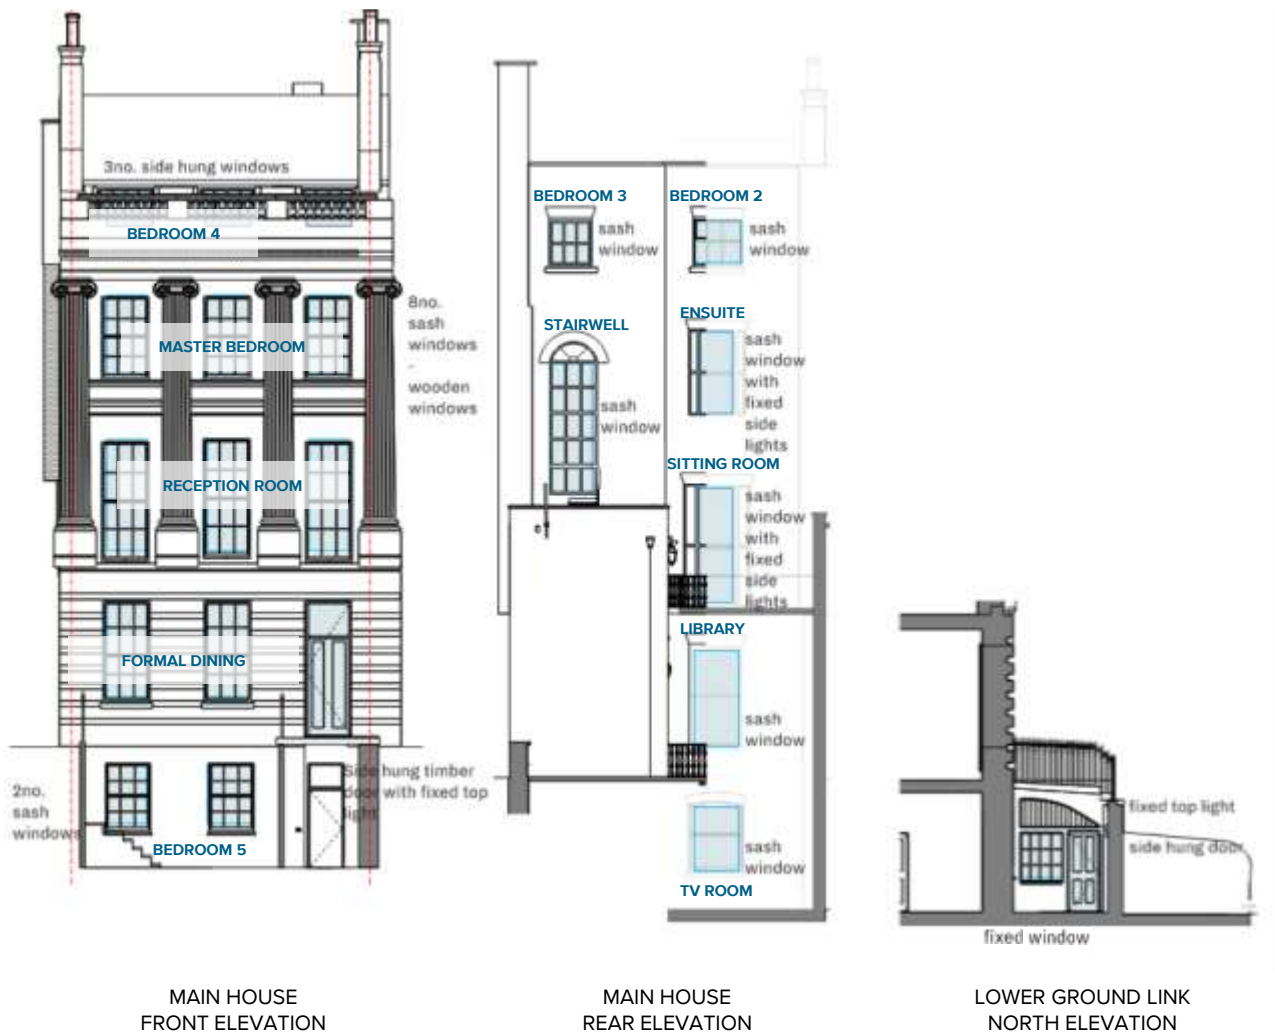 3no. side hung windows
BEDROOM 4
8no.
sash
windows
-
wooden
windows
MASTER BEDROOM
RECEPTION ROOM
FORMAL DINING
2no.
sash
windows
Side hung timber
door with fixed top
light
BEDROOM 5
MAIN HOUSE
FRONT ELEVATION
BEDROOM 3
sash
window
BEDROOM 2
sash
window
STAIRWELL
sash
window
ENSUITE
sash
window
with
fixed
side
lights
SITTING ROOM
sash
window
with
fixed
side
lights
LIBRARY
sash
window
sash
window
TV ROOM
MAIN HOUSE
REAR ELEVATION
fixed top light
side hung door
fixed window
LOWER GROUND LINK
NORTH ELEVATION